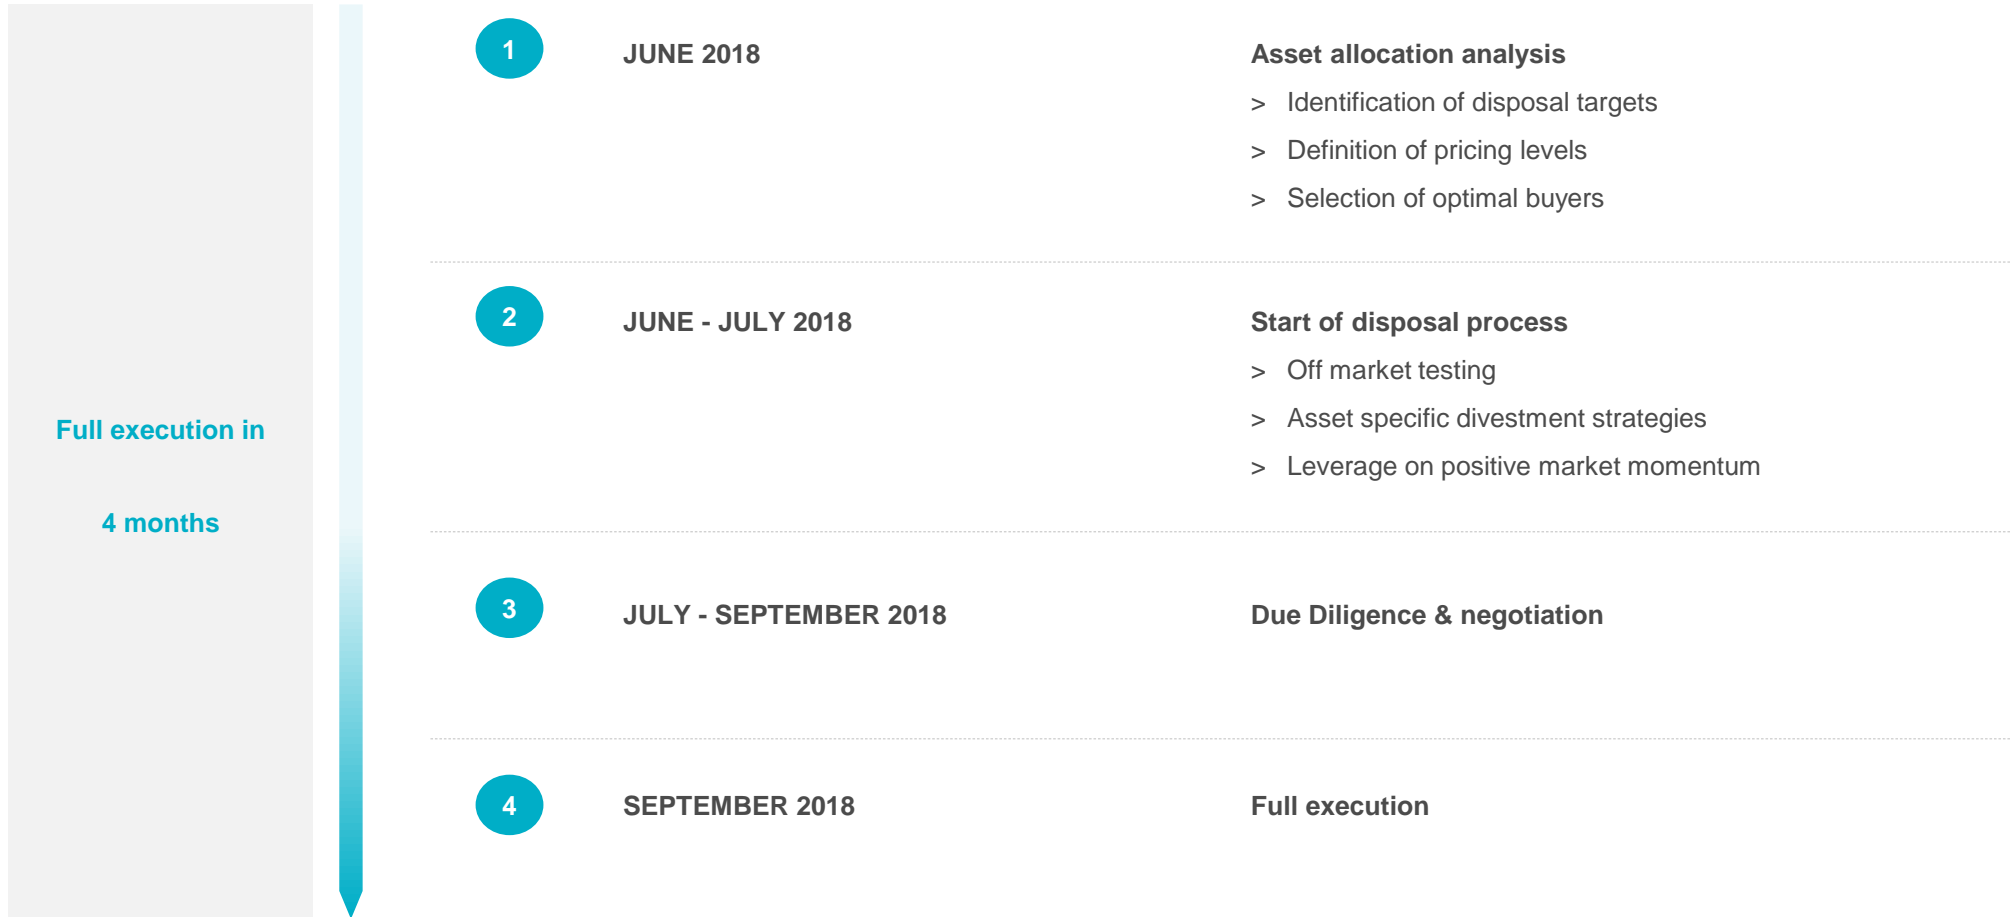 Full execution in
4 months
1
JUNE 2018
Asset allocation analysis
> Identification of disposal targets
> Definition of pricing levels
> Selection of optimal buyers
2
JUNE - JULY 2018
Start of disposal process
> Off market testing
> Asset specific divestment strategies
> Leverage on positive market momentum
3
JULY - SEPTEMBER 2018
Due Diligence & negotiation
4
SEPTEMBER 2018
Full execution